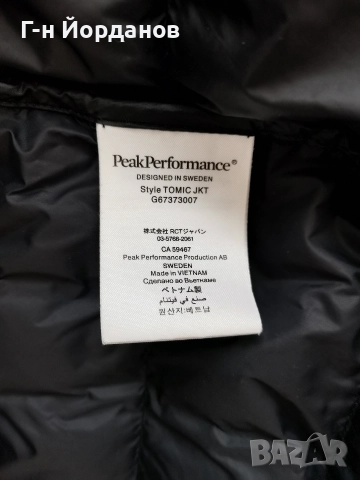 Г-н Йорданов
PeakPerformance®
DESIGNED IN SWEDEN
Style TOMIC JKT
G67373007
株式会社 RCTジャパン
03-5768-2061
CA 59467
Peak Performance Production AB
SWEDEN
Made in VIETNAM
Сделано во Вьетнаме
ベトナム製
صنع في فيتنام
원산지:베트남
BAZAR